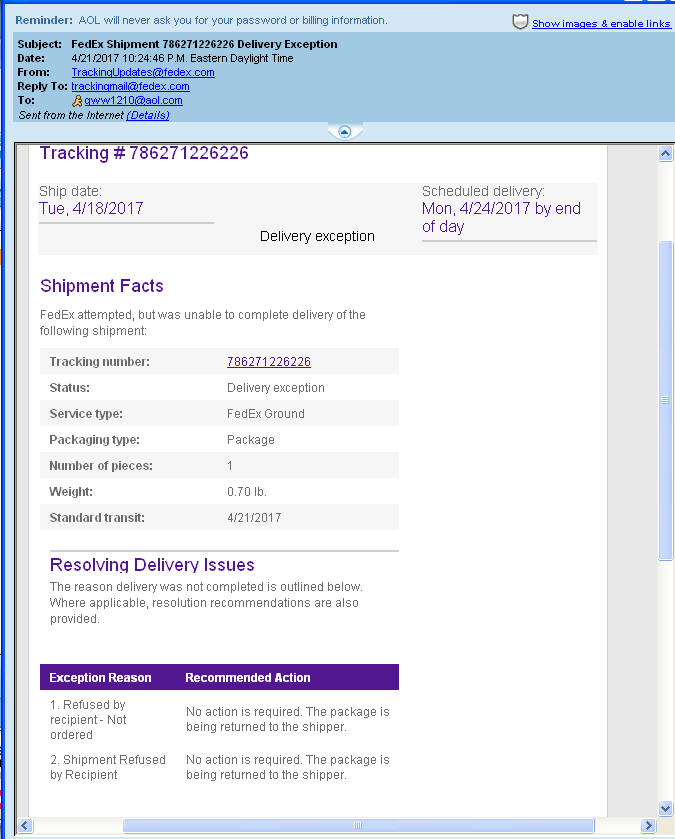 Reminder: AOL will never ask you for your password or billing information.
Show images & enable links
Subject: FedEx Shipment 786271226226 Delivery Exception
Date: 4/21/2017 10:24:46 P.M. Eastern Daylight Time
From: TrackingUpdates@fedex.com
Reply To: trackingmail@fedex.com
To: gww1210@aol.com
Sent from the Internet (Details)
Tracking # 786271226226
Ship date:
Tue, 4/18/2017
Delivery exception
Scheduled delivery:
Mon, 4/24/2017 by end
of day
Shipment Facts
FedEx attempted, but was unable to complete delivery of the
following shipment:
Tracking number: 786271226226
Status: Delivery exception
Service type: FedEx Ground
Packaging type: Package
Number of pieces: 1
Weight: 0.70 lb.
Standard transit: 4/21/2017
Resolving Delivery Issues
The reason delivery was not completed is outlined below.
Where applicable, resolution recommendations are also
provided.
Exception Reason Recommended Action
1. Refused by
recipient - Not
ordered
No action is required. The package is
being returned to the shipper.
2. Shipment Refused
by Recipient
No action is required. The package is
being returned to the shipper.